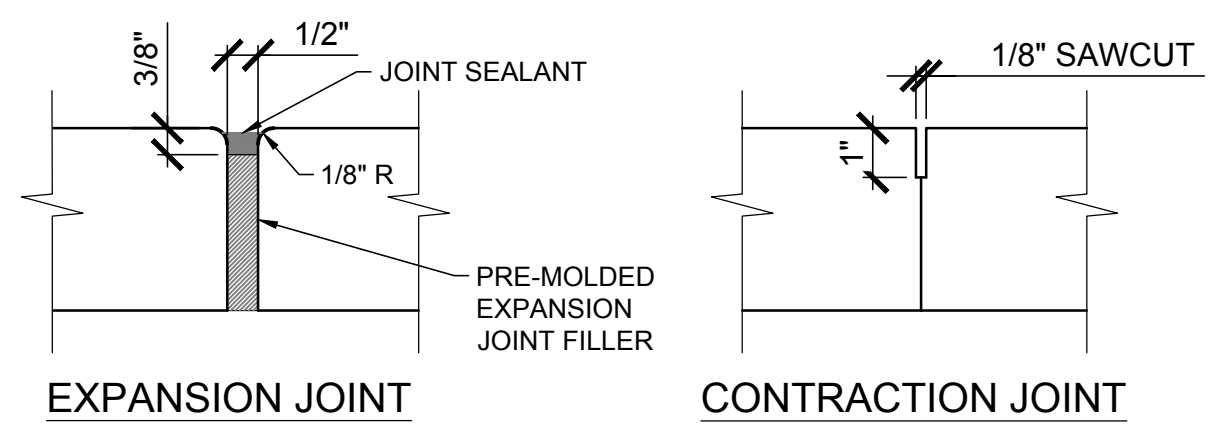 1/2"
3/8"
JOINT SEALANT
1/8" R
PRE-MOLDED
EXPANSION
JOINT FILLER
EXPANSION JOINT
1/8" SAWCUT
1"
CONTRACTION JOINT